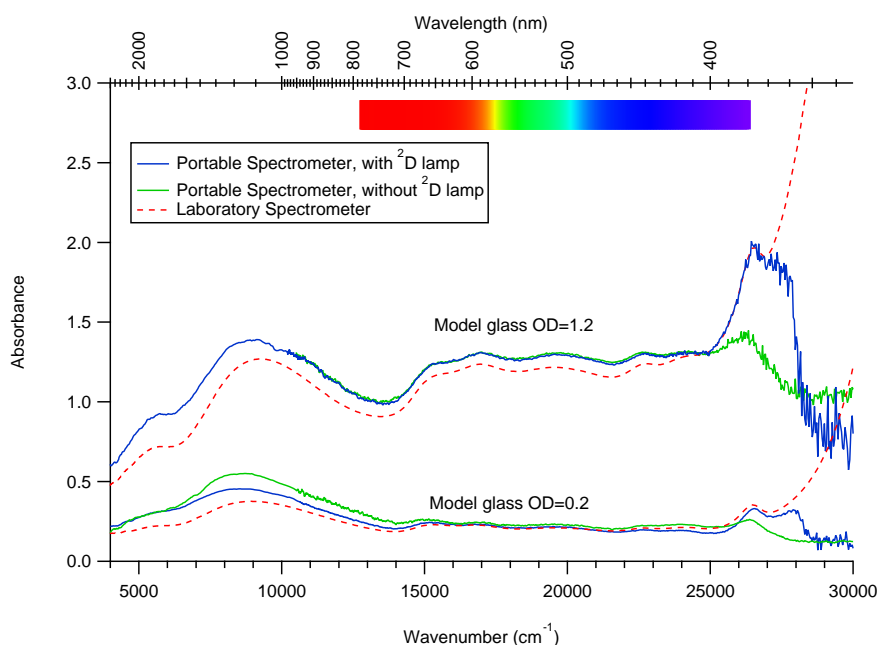 Wavelength (nm)
2000 1000 900 800 700 600 500 400
3.0
2.5
2.0
1.5
1.0
0.5
0.0
Absorbance
Portable Spectrometer, with ²D lamp
Portable Spectrometer, without ²D lamp
Laboratory Spectrometer
Model glass OD=1.2
Model glass OD=0.2
5000 10000 15000 20000 25000 30000
Wavenumber (cm⁻¹)